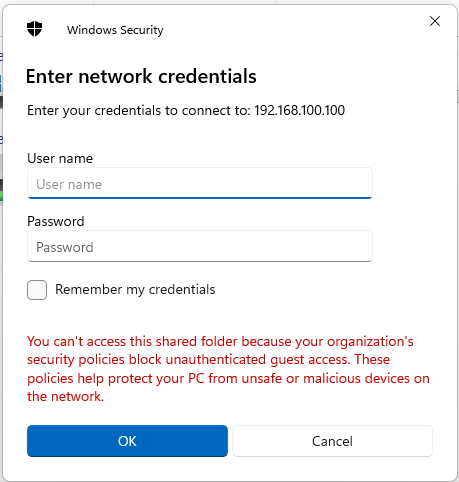 Windows Security
Enter network credentials
Enter your credentials to connect to: 192.168.100.100
User name
User name
Password
Password
Remember my credentials
You can't access this shared folder because your organization's
security policies block unauthenticated guest access. These
policies help protect your PC from unsafe or malicious devices on
the network.
OK
Cancel